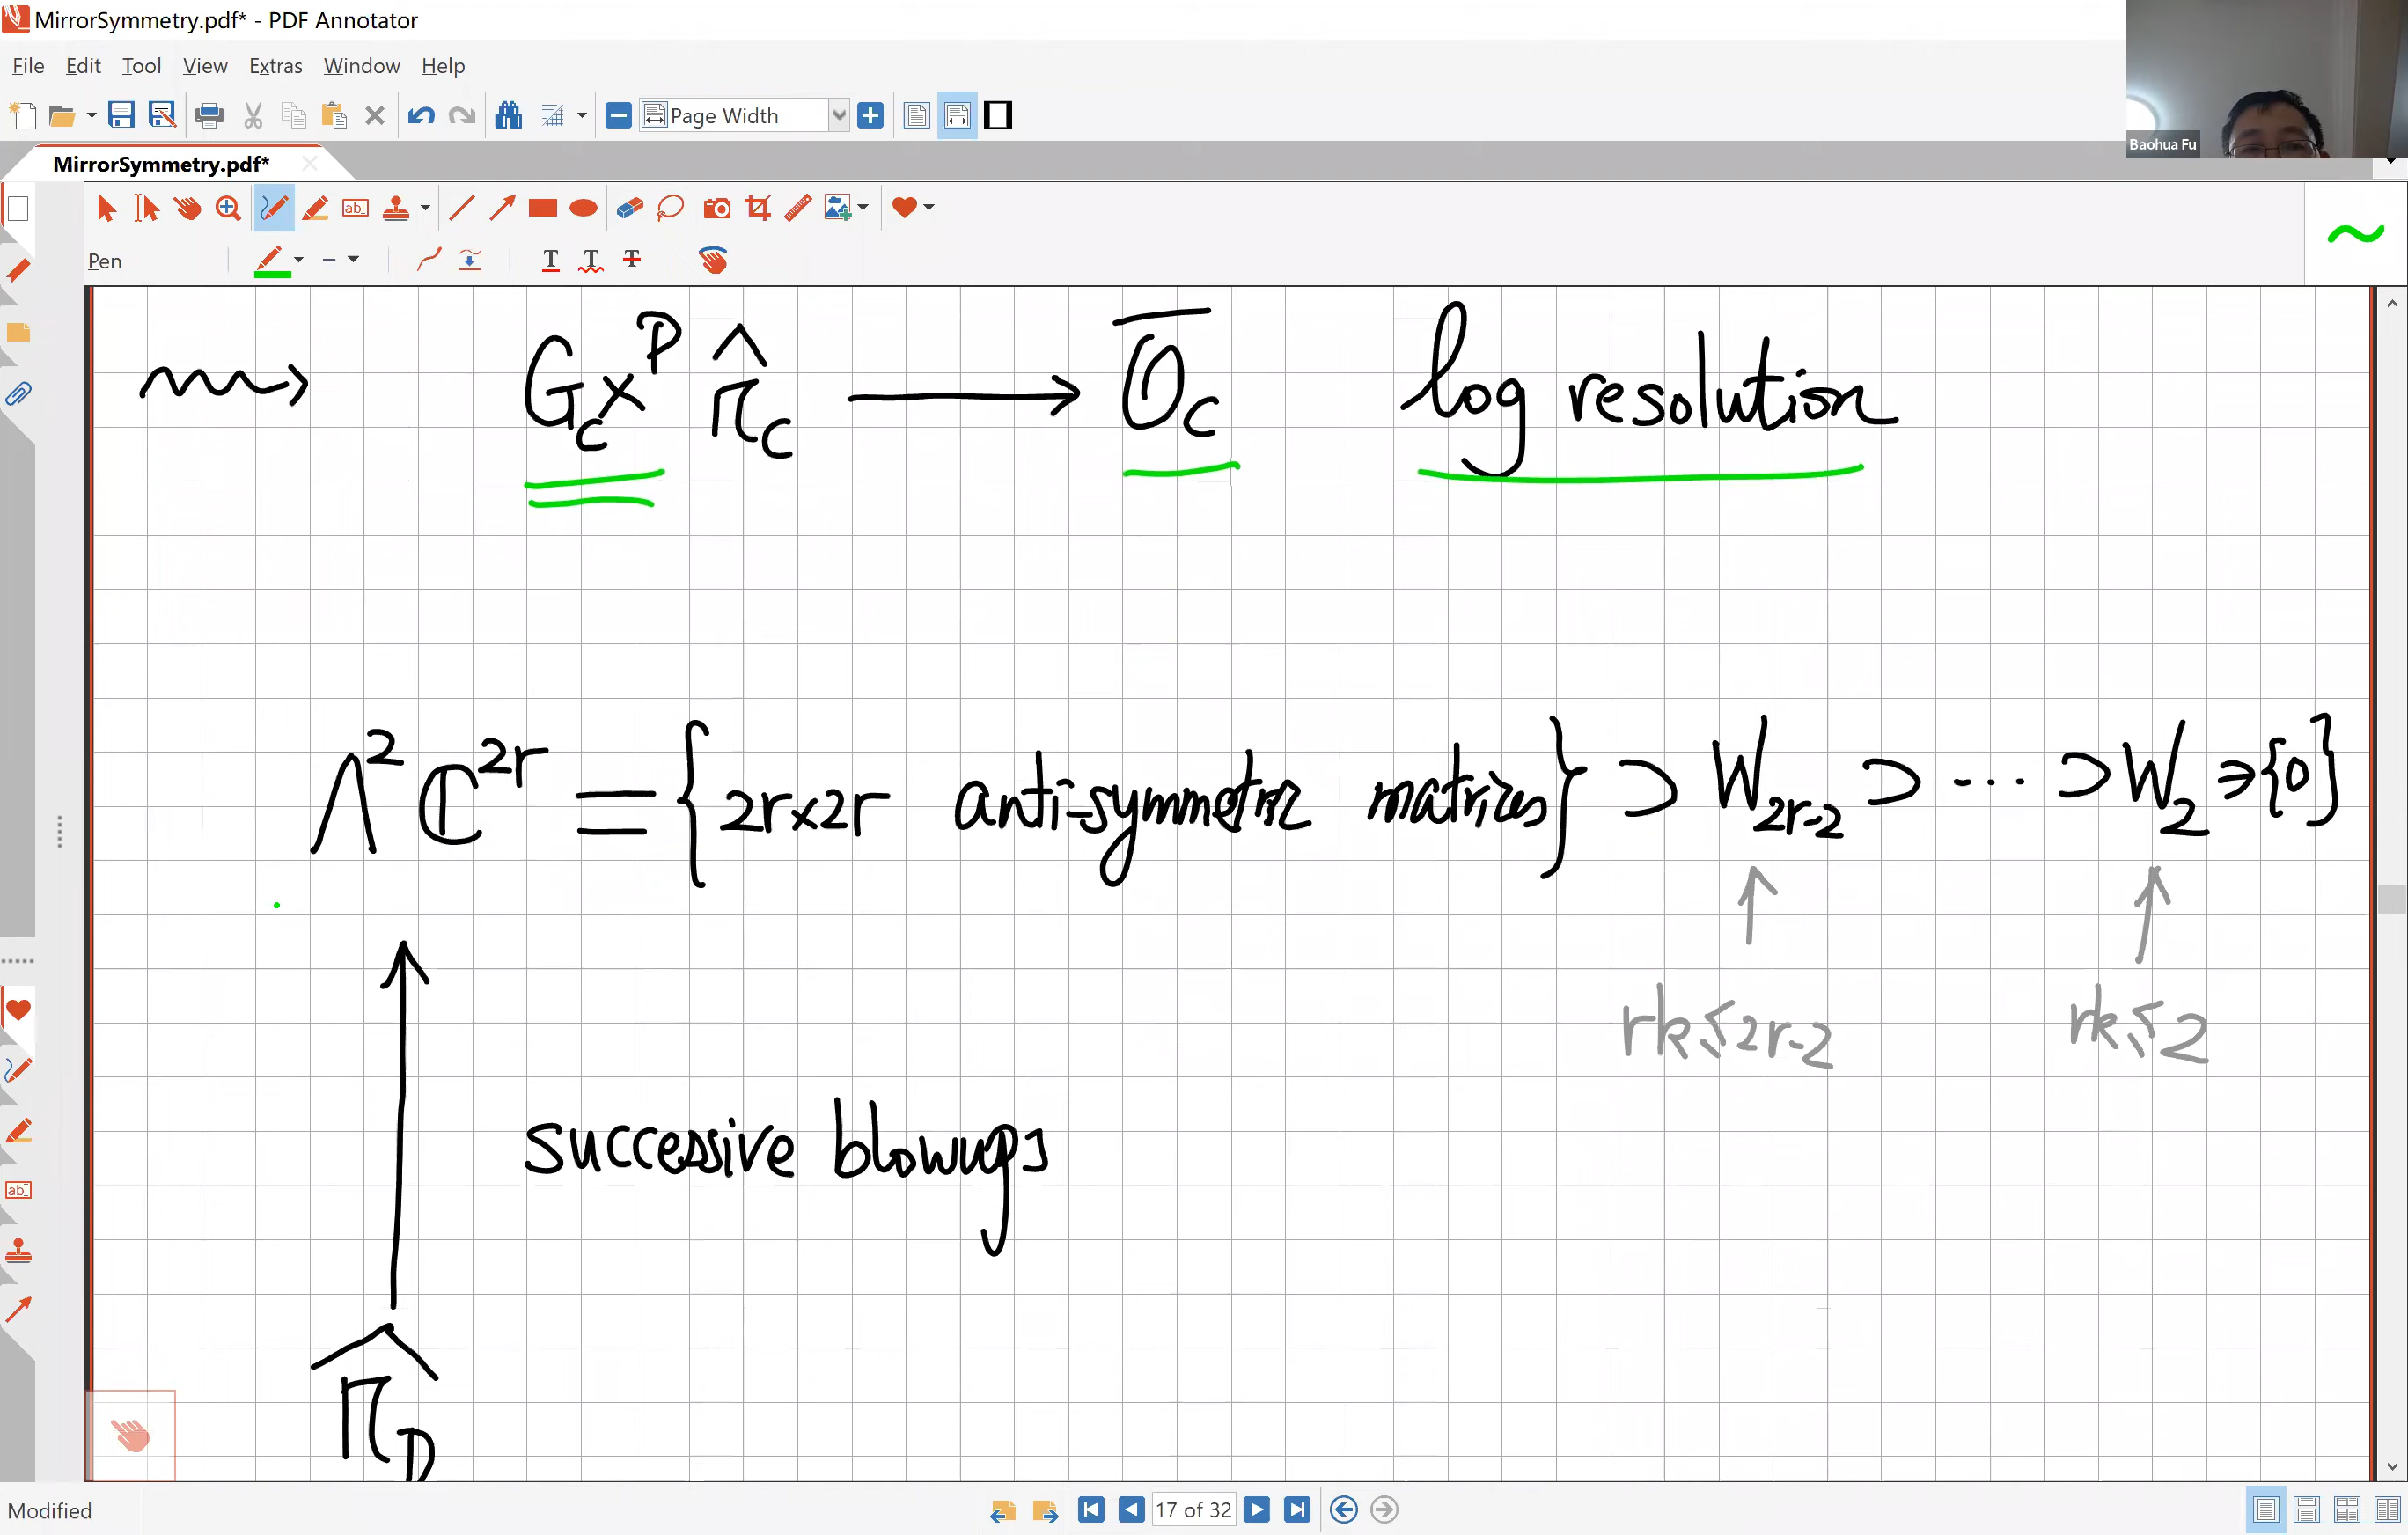 MirrorSymmetry.pdf* - PDF Annotator
File Edit Tool View Extras Window Help
Page Width
Baohua Fu
MirrorSymmetry.pdf*
Pen
⇝ G_C ×^P π̂_C ⟶ O̅_C log resolution
Λ² ℂ^{2r} = { 2r×2r anti-symmetric matrices } ⊃ W_{2r-2} ⊃ ··· ⊃ W_2 ⊃ {0}
↑ ↑
rk≤2r-2 rk≤2
successive blowups
π̂_D
Modified
17 of 32